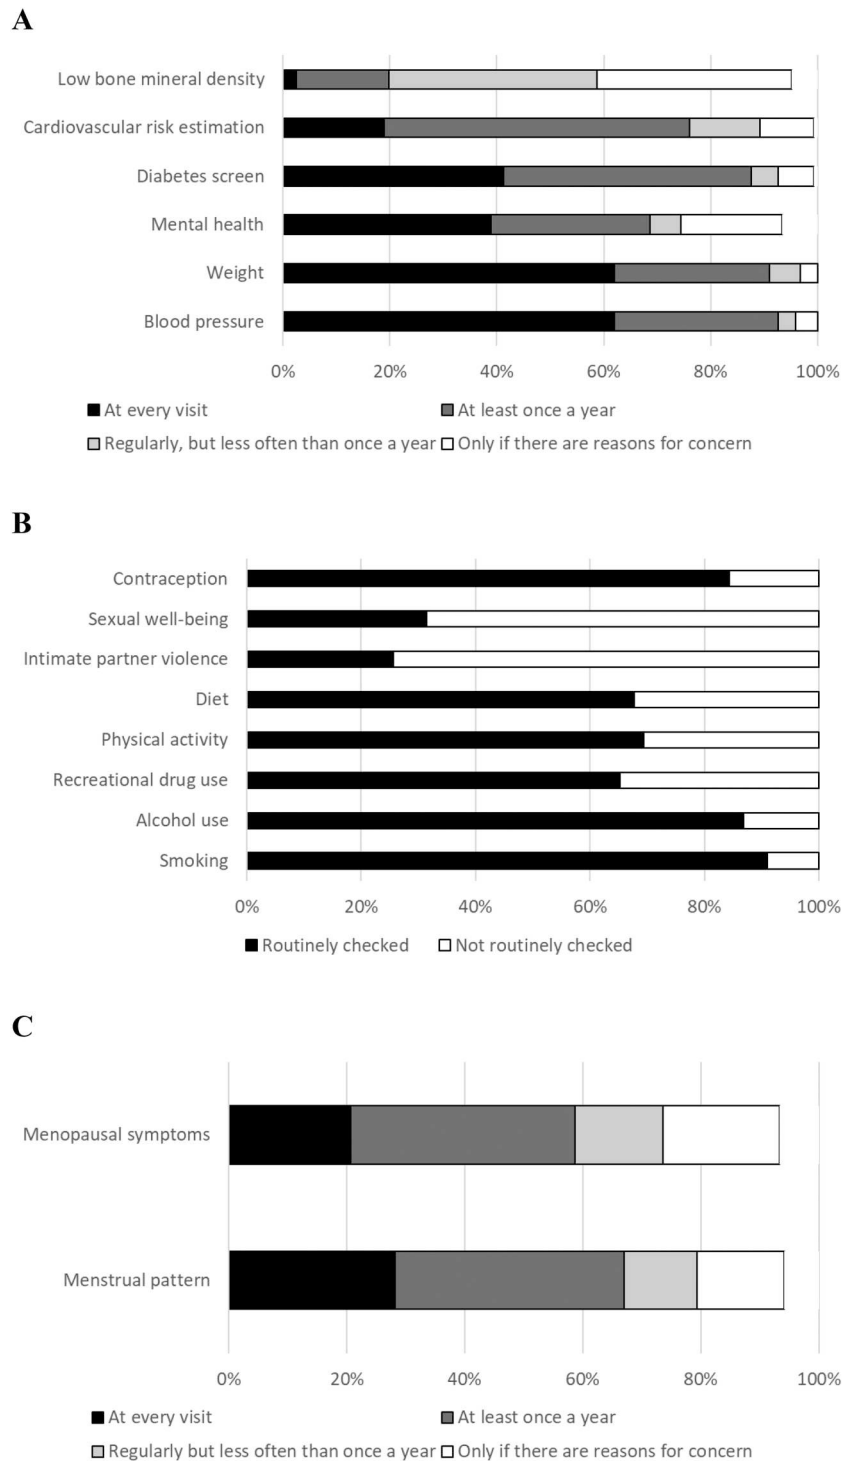 A
Low bone mineral density
Cardiovascular risk estimation
Diabetes screen
Mental health
Weight
Blood pressure
0% 20% 40% 60% 80% 100%
At every visit At least once a year
Regularly, but less often than once a year Only if there are reasons for concern
B
Contraception
Sexual well-being
Intimate partner violence
Diet
Physical activity
Recreational drug use
Alcohol use
Smoking
0% 20% 40% 60% 80% 100%
Routinely checked Not routinely checked
C
Menopausal symptoms
Menstrual pattern
0% 20% 40% 60% 80% 100%
At every visit At least once a year
Regularly but less often than once a year Only if there are reasons for concern